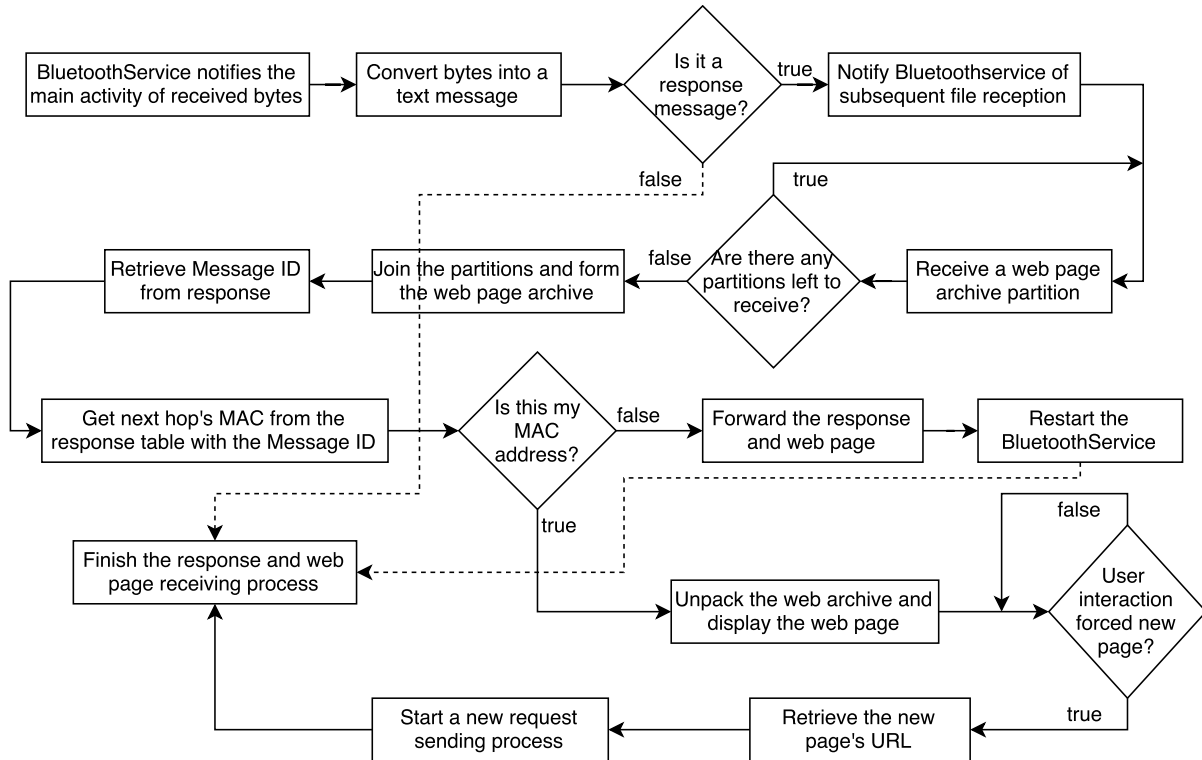 BluetoothService notifies the
main activity of received bytes
Convert bytes into a
text message
Is it a
response
message?
true
Notify Bluetoothservice of
subsequent file reception
false
true
Retrieve Message ID
from response
Join the partitions and form
the web page archive
false
Are there any
partitions left to
receive?
Receive a web page
archive partition
Get next hop's MAC from the
response table with the Message ID
Is this my
MAC
address?
false
Forward the response
and web page
Restart the
BluetoothService
true
false
Finish the response and web
page receiving process
Unpack the web archive and
display the web page
User
interaction
forced new
page?
true
Start a new request
sending process
Retrieve the new
page's URL